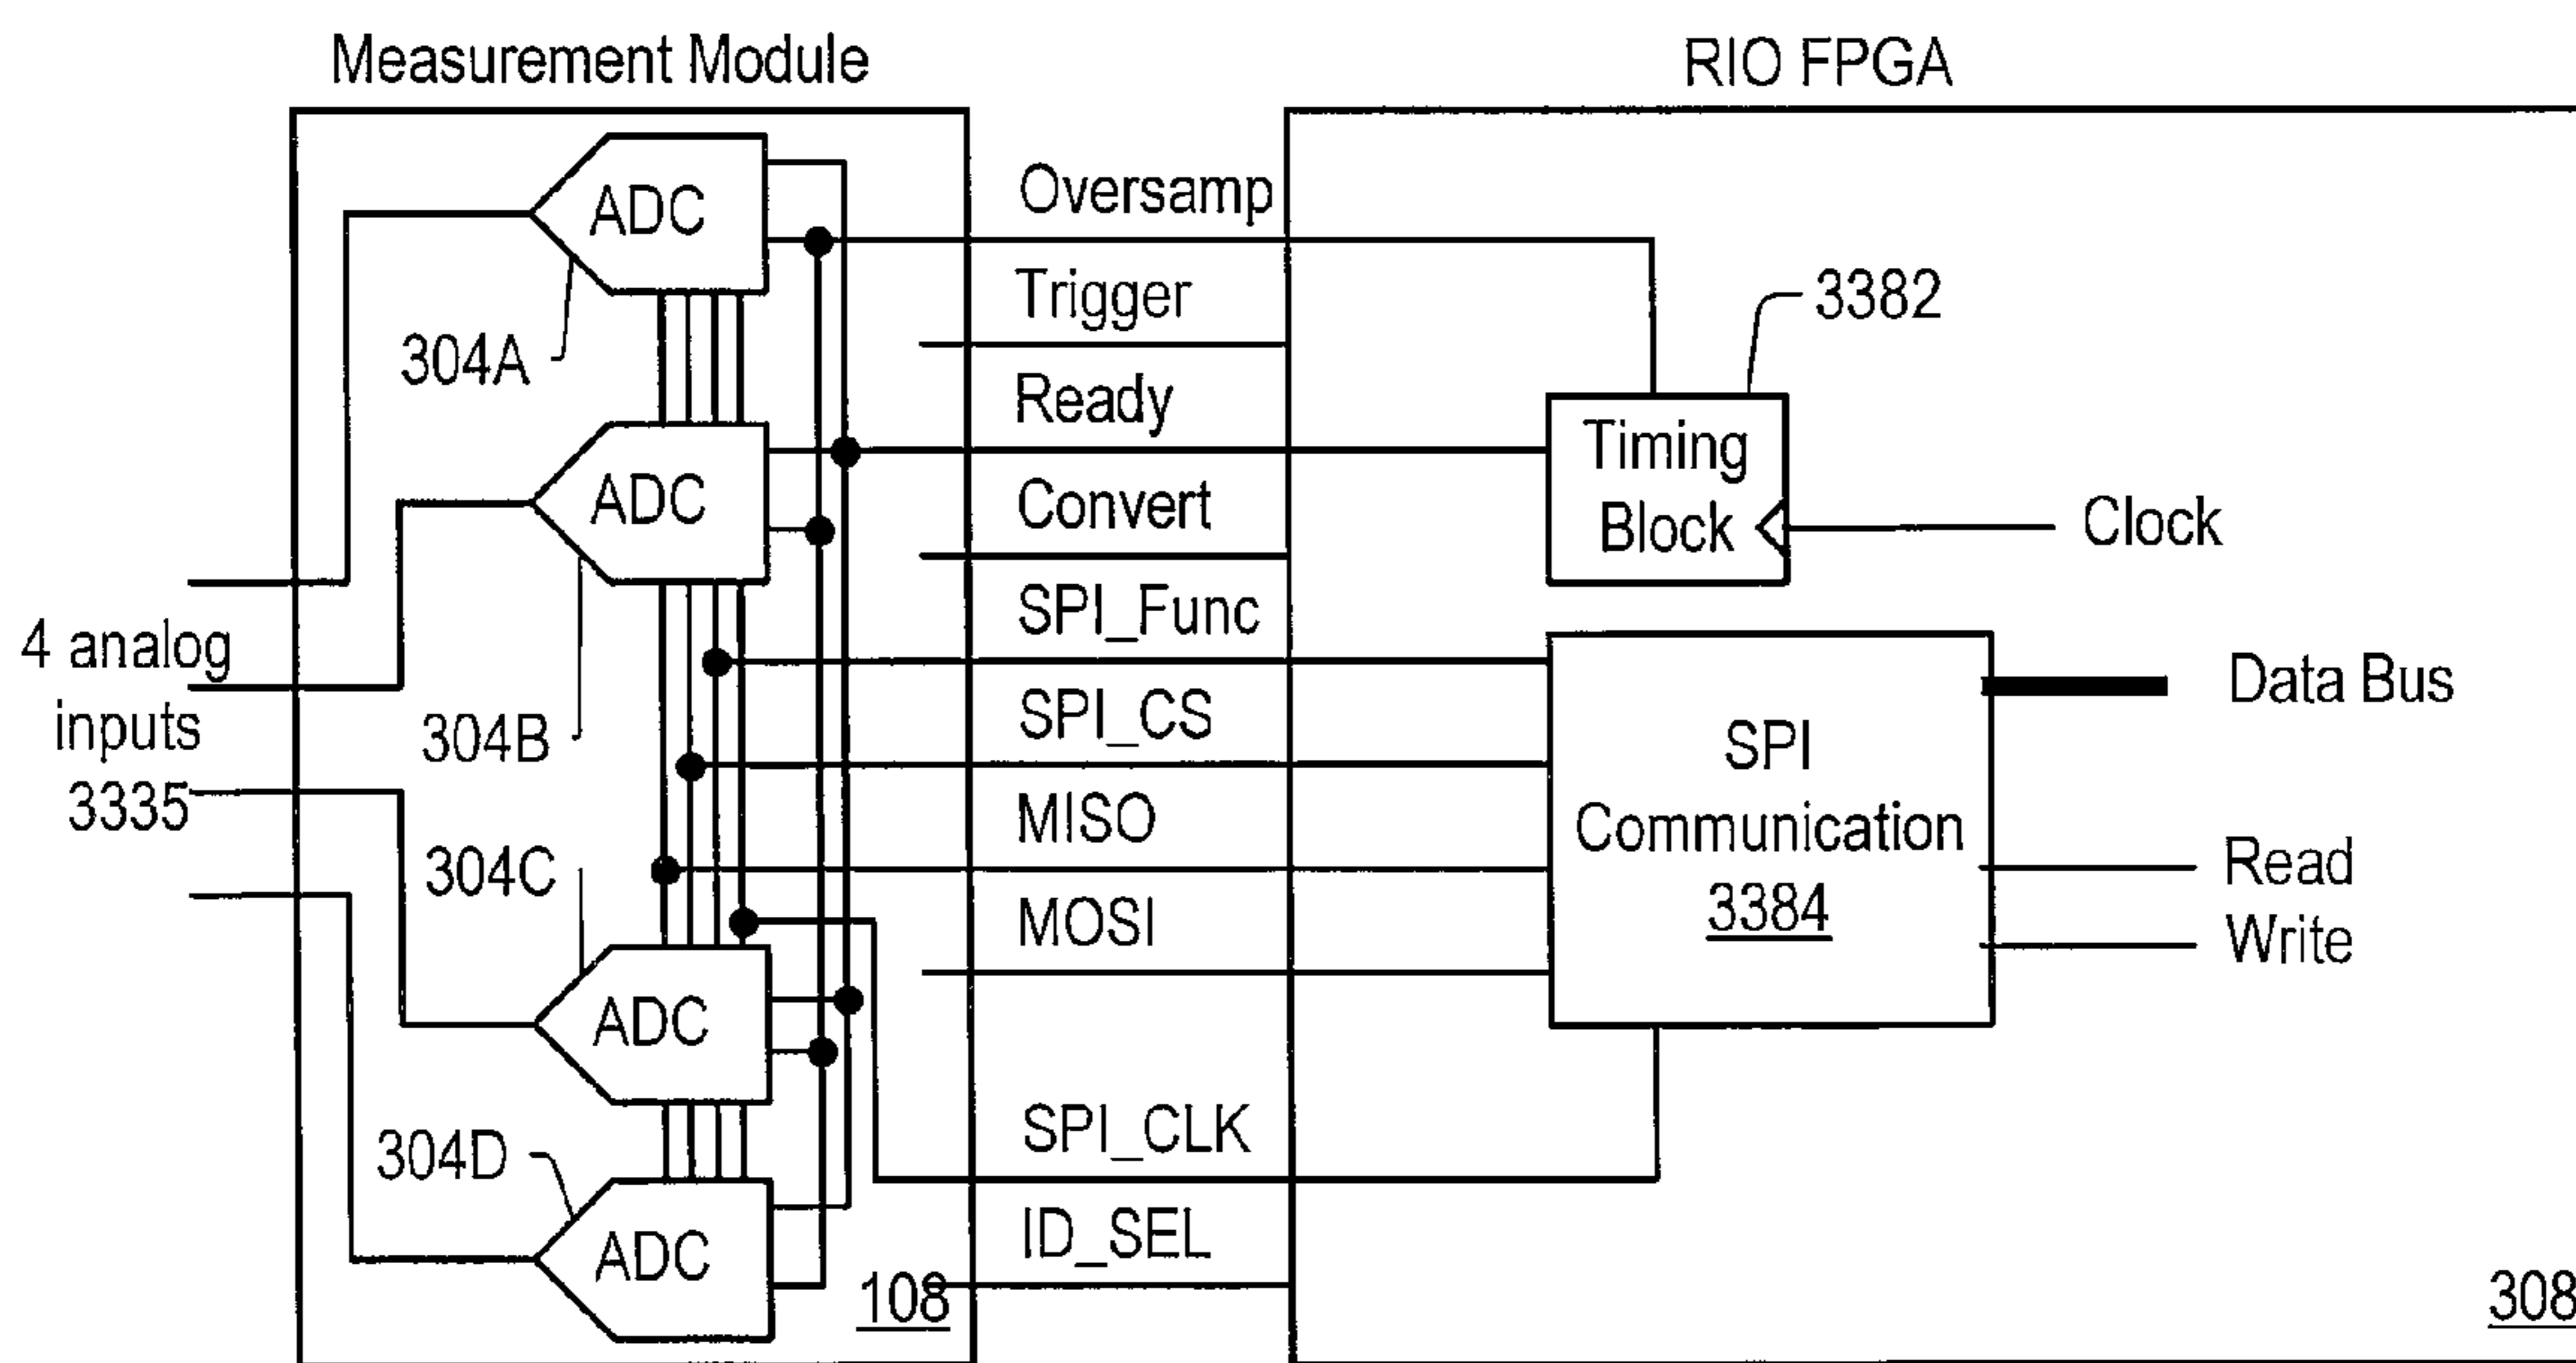 Measurement Module
RIO FPGA
ADC
304A
ADC
304B
4 analog
inputs
3335
304C
ADC
304D
ADC
108
Oversamp
Trigger
Ready
Convert
SPI_Func
SPI_CS
MISO
MOSI
SPI_CLK
ID_SEL
3382
Timing
Block
Clock
SPI
Communication
3384
Data Bus
Read
Write
308